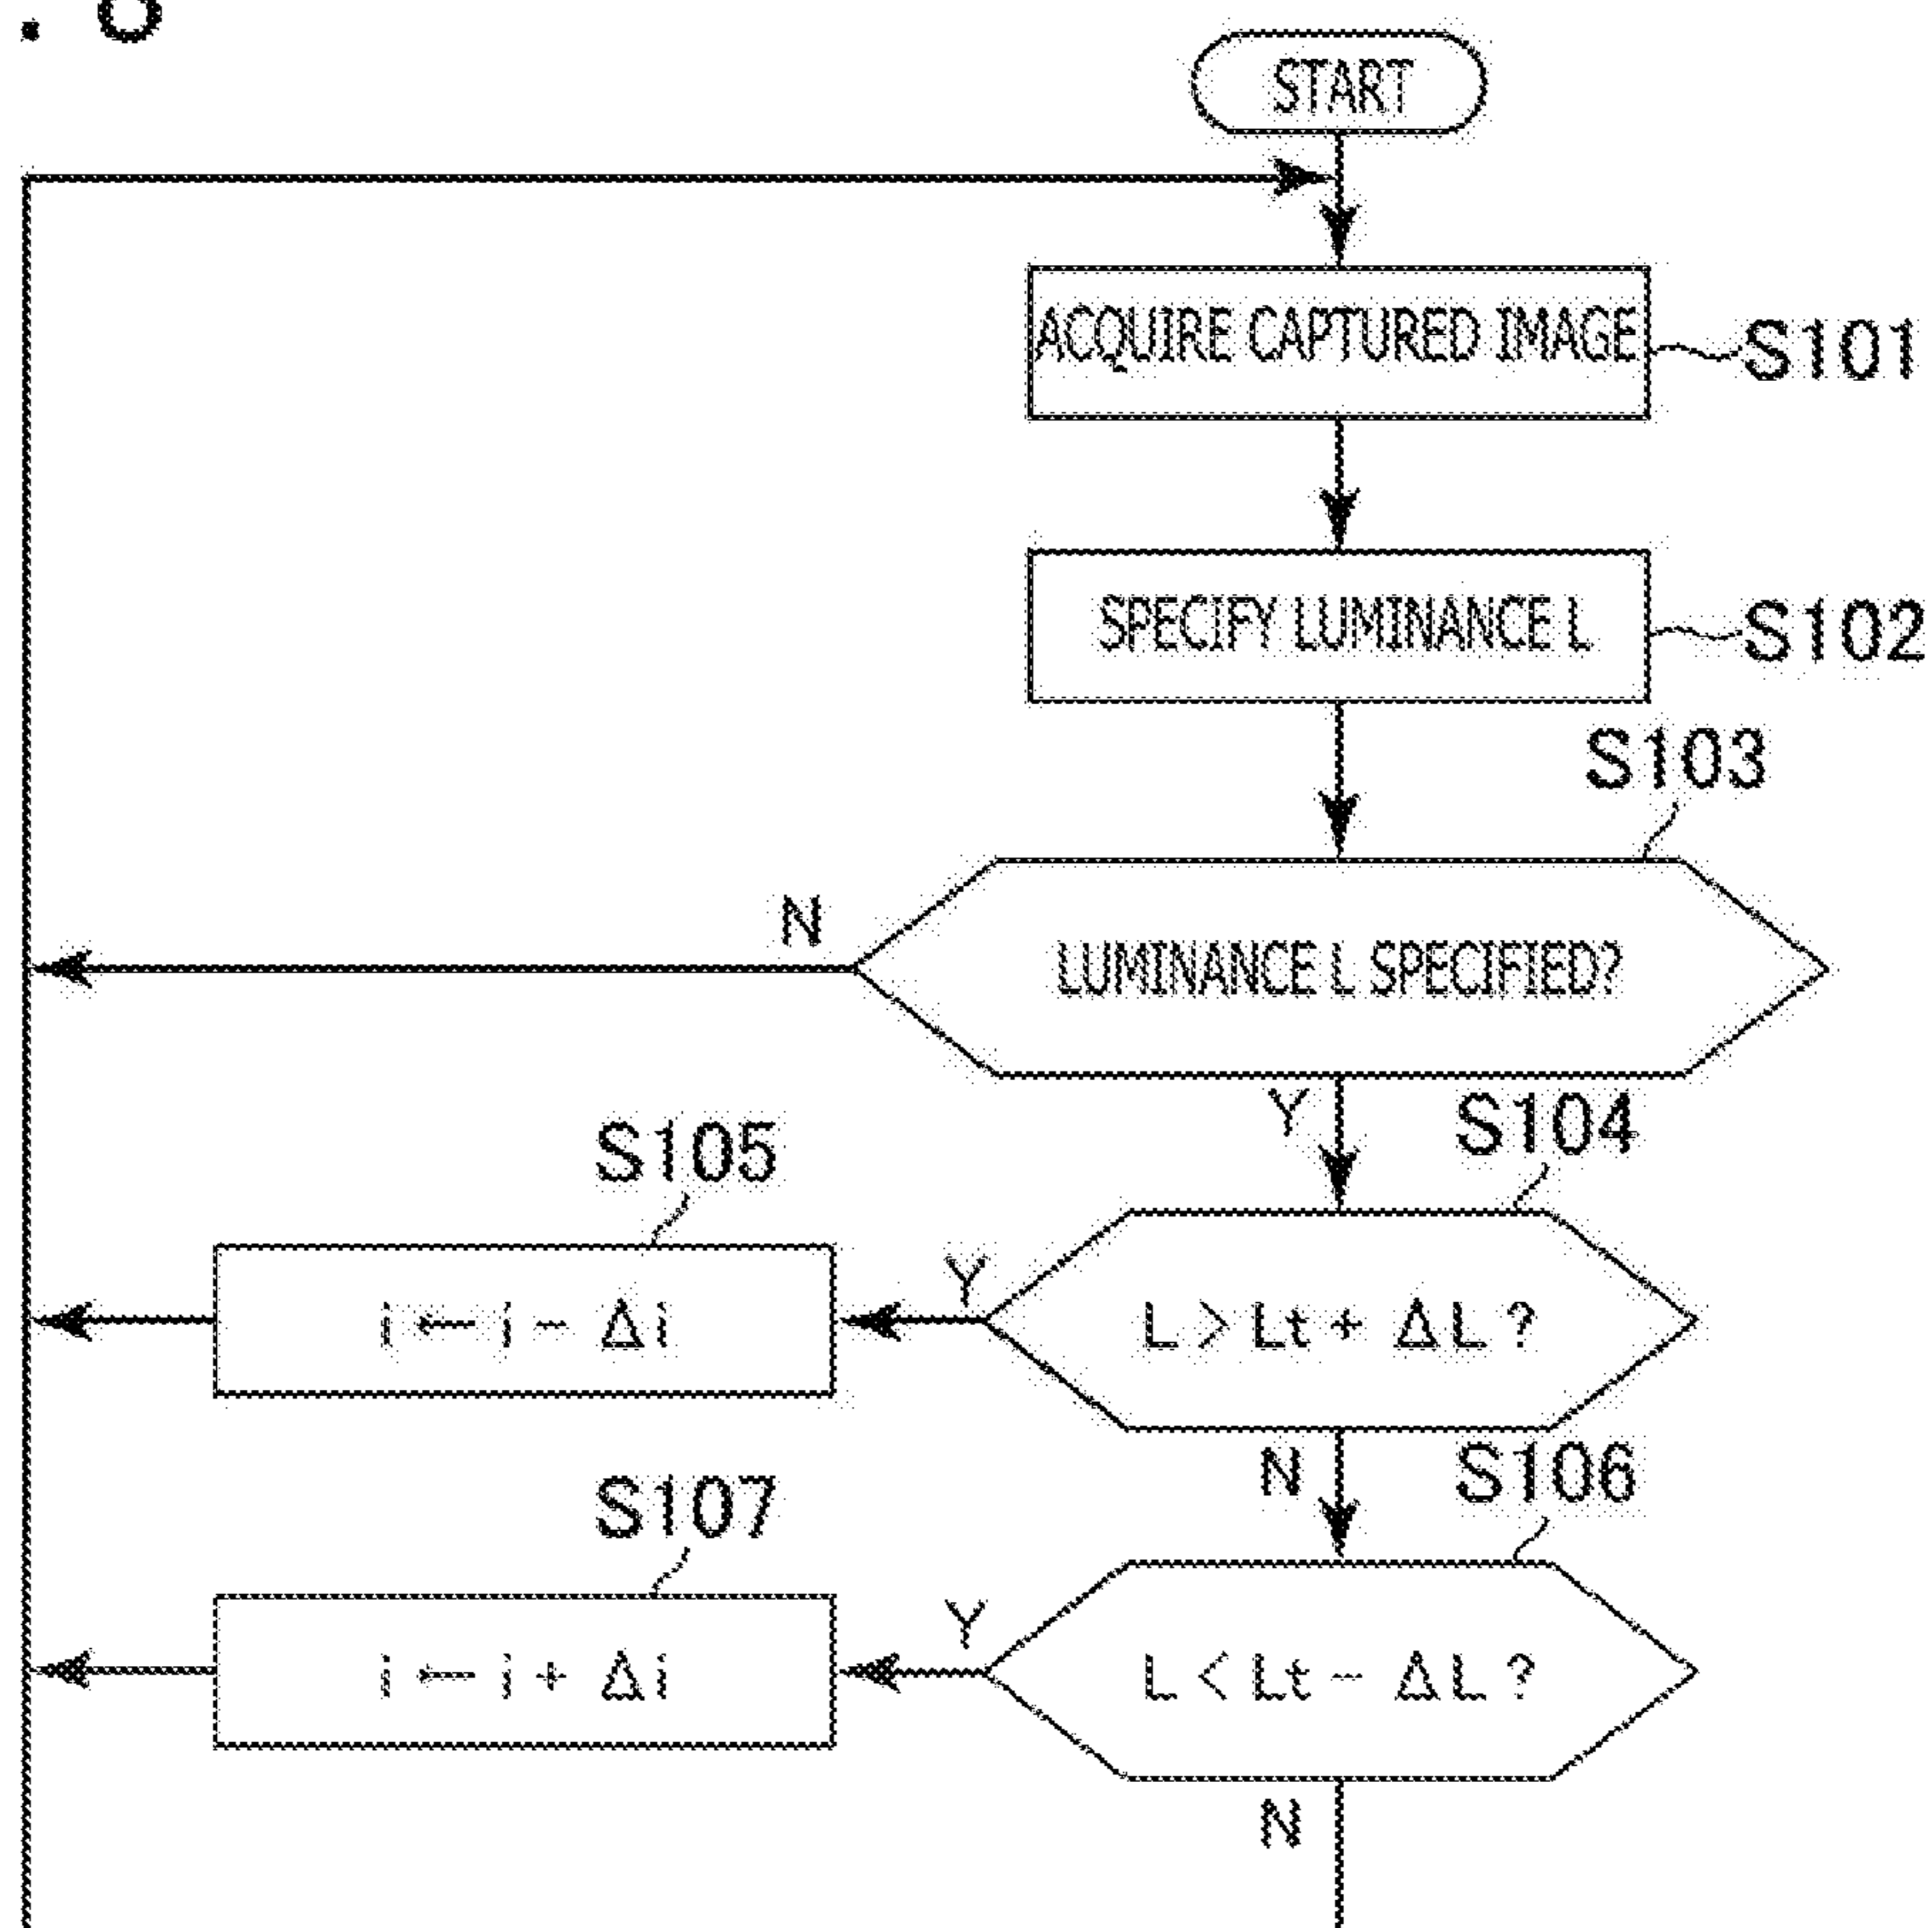 START
ACQUIRE CAPTURED IMAGE
S101
SPECIFY LUMINANCE L
S102
S103
N
LUMINANCE L SPECIFIED?
Y
S104
S105
i ← i − Δi
Y
L > Lt + ΔL ?
N
S106
S107
i ← i + Δi
Y
L < Lt − ΔL ?
N